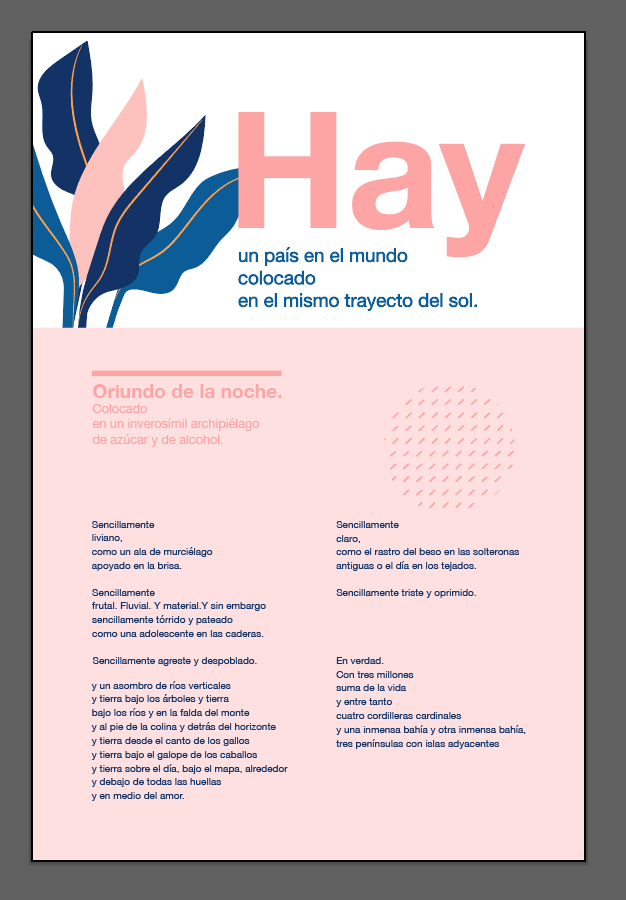 Hay
un país en el mundo
colocado
en el mismo trayecto del sol.
Oriundo de la noche.
Colocado
en un inverosímil archipiélago
de azúcar y de alcohol.
Sencillamente
liviano,
como un ala de murciélago
apoyado en la brisa.
Sencillamente
frutal. Fluvial. Y material.Y sin embargo
sencillamente tórrido y pateado
como una adolescente en las caderas.
Sencillamente agreste y despoblado.
y un asombro de ríos verticales
y tierra bajo los árboles y tierra
bajo los ríos y en la falda del monte
y al pie de la colina y detrás del horizonte
y tierra desde el canto de los gallos
y tierra bajo el galope de los caballos
y tierra sobre el día, bajo el mapa, alrededor
y debajo de todas las huellas
y en medio del amor.
Sencillamente
claro,
como el rastro del beso en las solteronas
antiguas o el día en los tejados.
Sencillamente triste y oprimido.
En verdad.
Con tres millones
suma de la vida
y entre tanto
cuatro cordilleras cardinales
y una inmensa bahía y otra inmensa bahía,
tres penínsulas con islas adyacentes